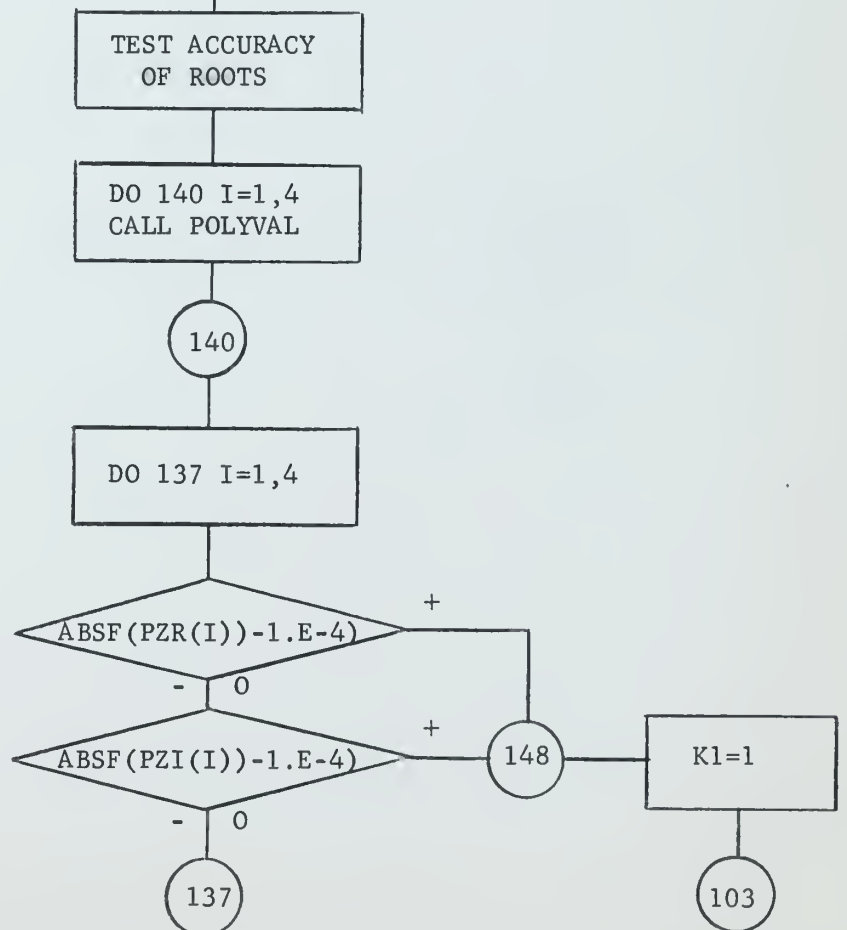 TEST ACCURACY
OF ROOTS
DO 140 I=1,4
CALL POLYVAL
140
DO 137 I=1,4
ABSF(PZR(I))-1.E-4)
+
- 0
ABSF(PZI(I))-1.E-4)
+
148
K1=1
- 0
137
103